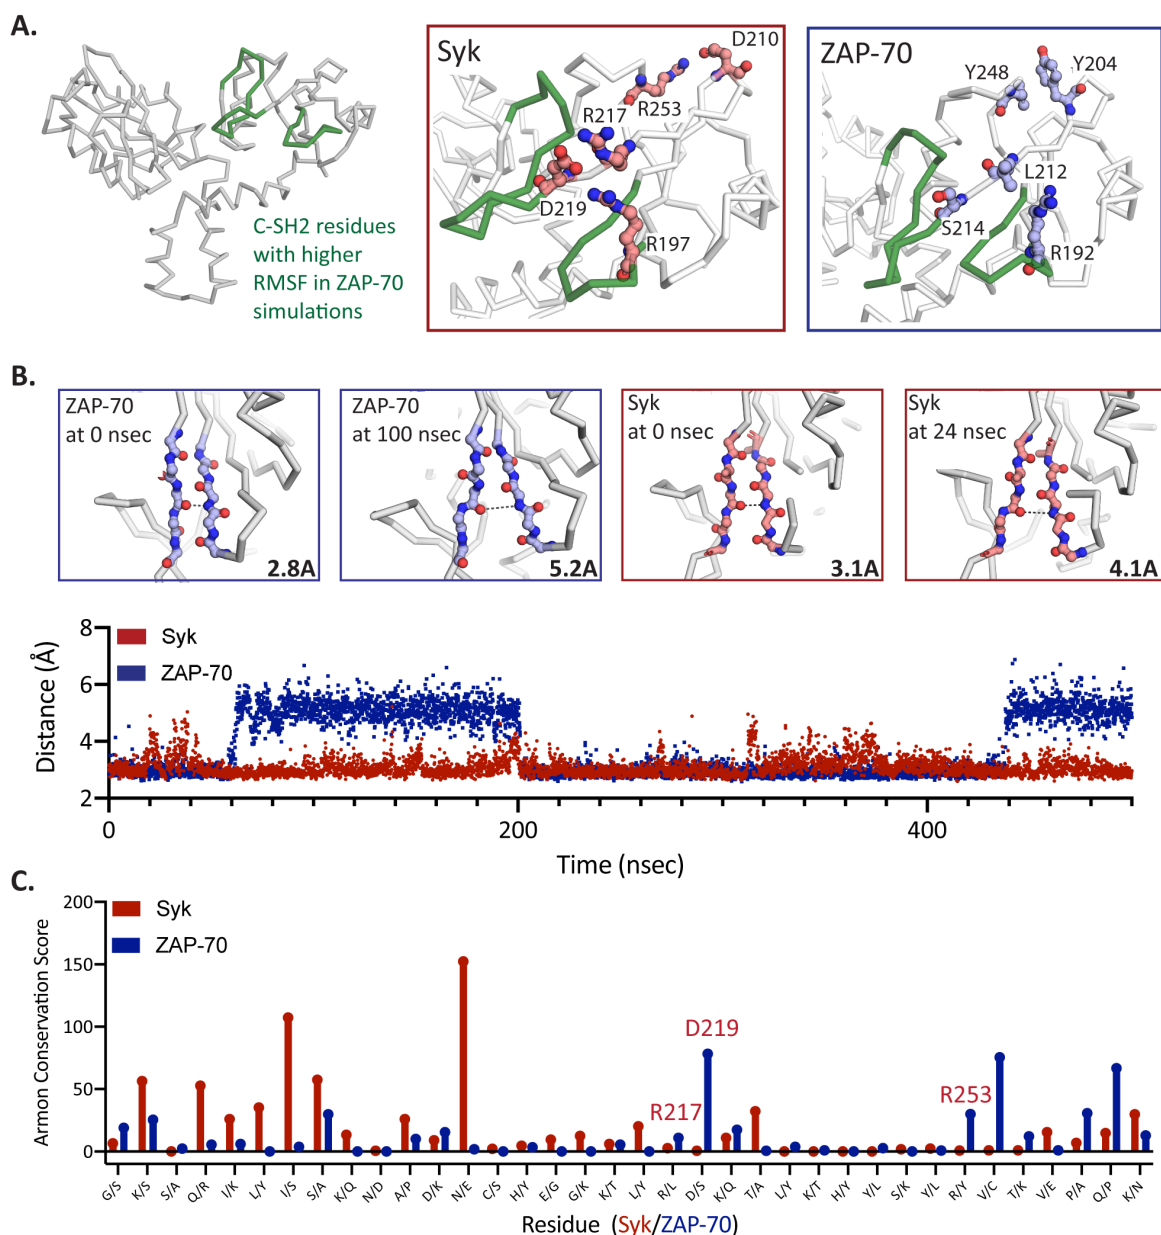 A.
C-SH2 residues
with higher
RMSF in ZAP-70
simulations
Syk
D210
R253
R217
D219
R197
ZAP-70
Y248
Y204
L212
S214
R192
B.
ZAP-70
at 0 nsec
2.8A
ZAP-70
at 100 nsec
5.2A
Syk
at 0 nsec
3.1A
Syk
at 24 nsec
4.1A
Distance (Å)
8
6
4
2
Syk
ZAP-70
0
200
400
Time (nsec)
C.
Armon Conservation Score
200
150
100
50
0
Syk
ZAP-70
R217
D219
R253
G/S
K/S
S/A
Q/R
I/K
L/Y
I/S
S/A
K/Q
N/D
A/P
D/K
N/E
C/S
H/Y
E/G
G/K
K/T
L/Y
R/L
D/S
K/Q
T/A
L/Y
K/T
H/Y
Y/L
S/K
Y/L
R/Y
V/C
T/K
V/E
P/A
Q/P
K/N
Residue (Syk/ZAP-70)